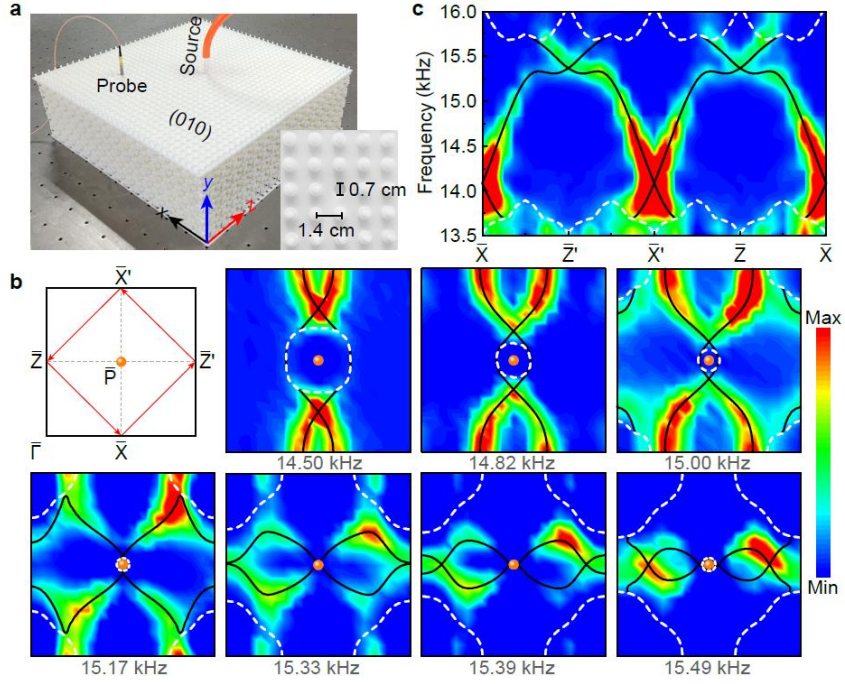 a
Probe
Source
(010)
x
y
z
0.7 cm
1.4 cm
c
Frequency (kHz)
16.0
15.5
15.0
14.5
14.0
13.5
X̄
Z̄'
X̄'
Z̄
X̄
b
X̄'
Z̄
P̄
Z̄'
Γ̄
X̄
14.50 kHz
14.82 kHz
15.00 kHz
Max
Min
15.17 kHz
15.33 kHz
15.39 kHz
15.49 kHz